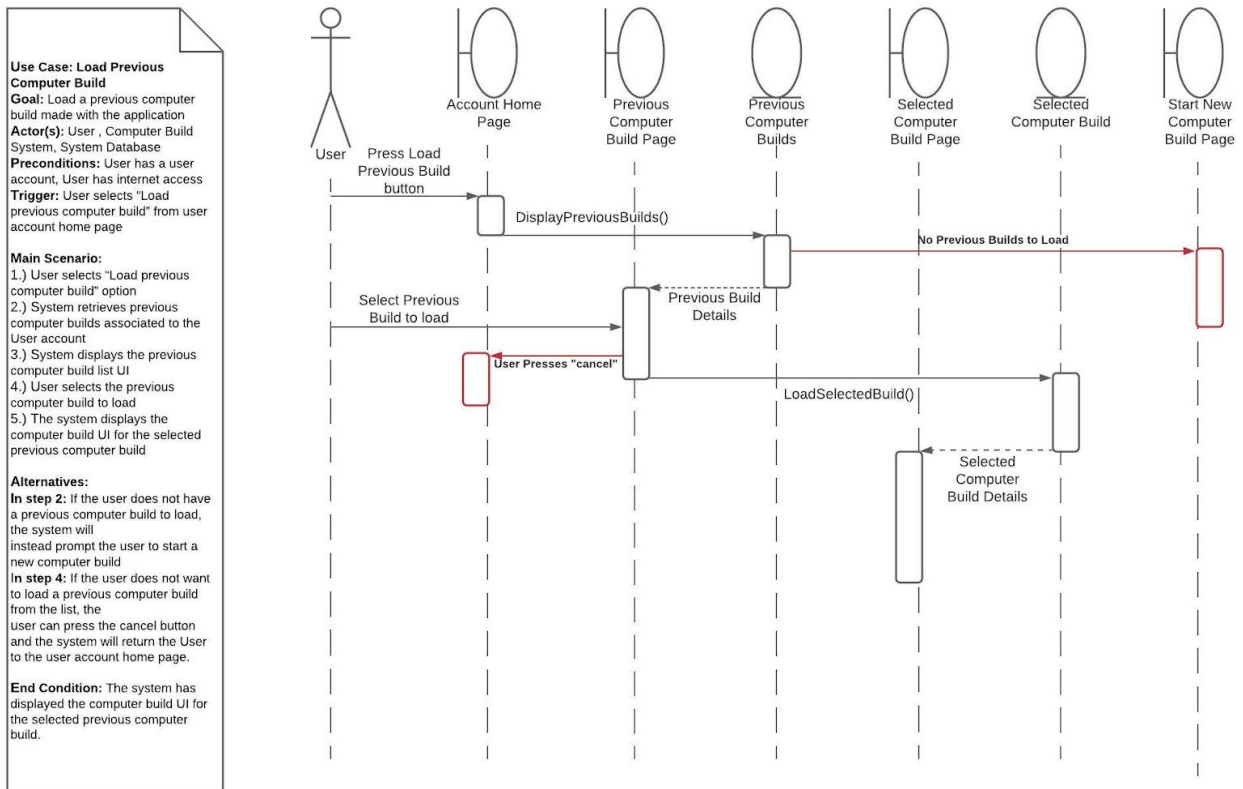 Use Case: Load Previous
Computer Build
Goal: Load a previous computer
build made with the application
Actor(s): User , Computer Build
System, System Database
Preconditions: User has a user
account, User has internet access
Trigger: User selects “Load
previous computer build” from user
account home page
Main Scenario:
1.) User selects “Load previous
computer build” option
2.) System retrieves previous
computer builds associated to the
User account
3.) System displays the previous
computer build list UI
4.) User selects the previous
computer build to load
5.) The system displays the
computer build UI for the selected
previous computer build
Alternatives:
In step 2: If the user does not have
a previous computer build to load,
the system will
instead prompt the user to start a
new computer build
In step 4: If the user does not want
to load a previous computer build
from the list, the
user can press the cancel button
and the system will return the User
to the user account home page.
End Condition: The system has
displayed the computer build UI for
the selected previous computer
build.
User
Account Home
Page
Previous
Computer
Build Page
Previous
Computer
Builds
Selected
Computer
Build Page
Selected
Computer Build
Start New
Computer
Build Page
Press Load
Previous Build
button
DisplayPreviousBuilds()
No Previous Builds to Load
Previous Build
Details
Select Previous
Build to load
User Presses "cancel"
LoadSelectedBuild()
Selected
Computer
Build Details